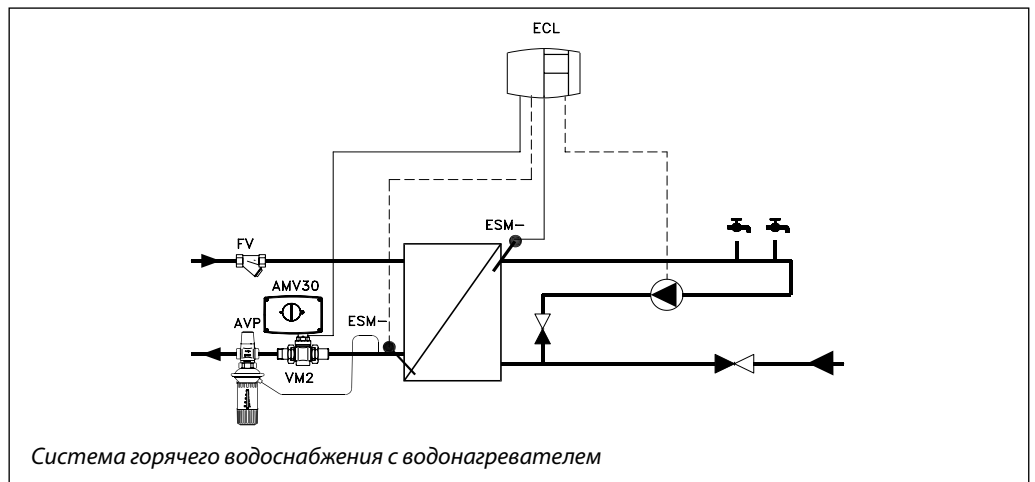 ECL
ESM-
FV
AMV30
AVP
ESM-
VM2
Система горячего водоснабжения с водонагревателем